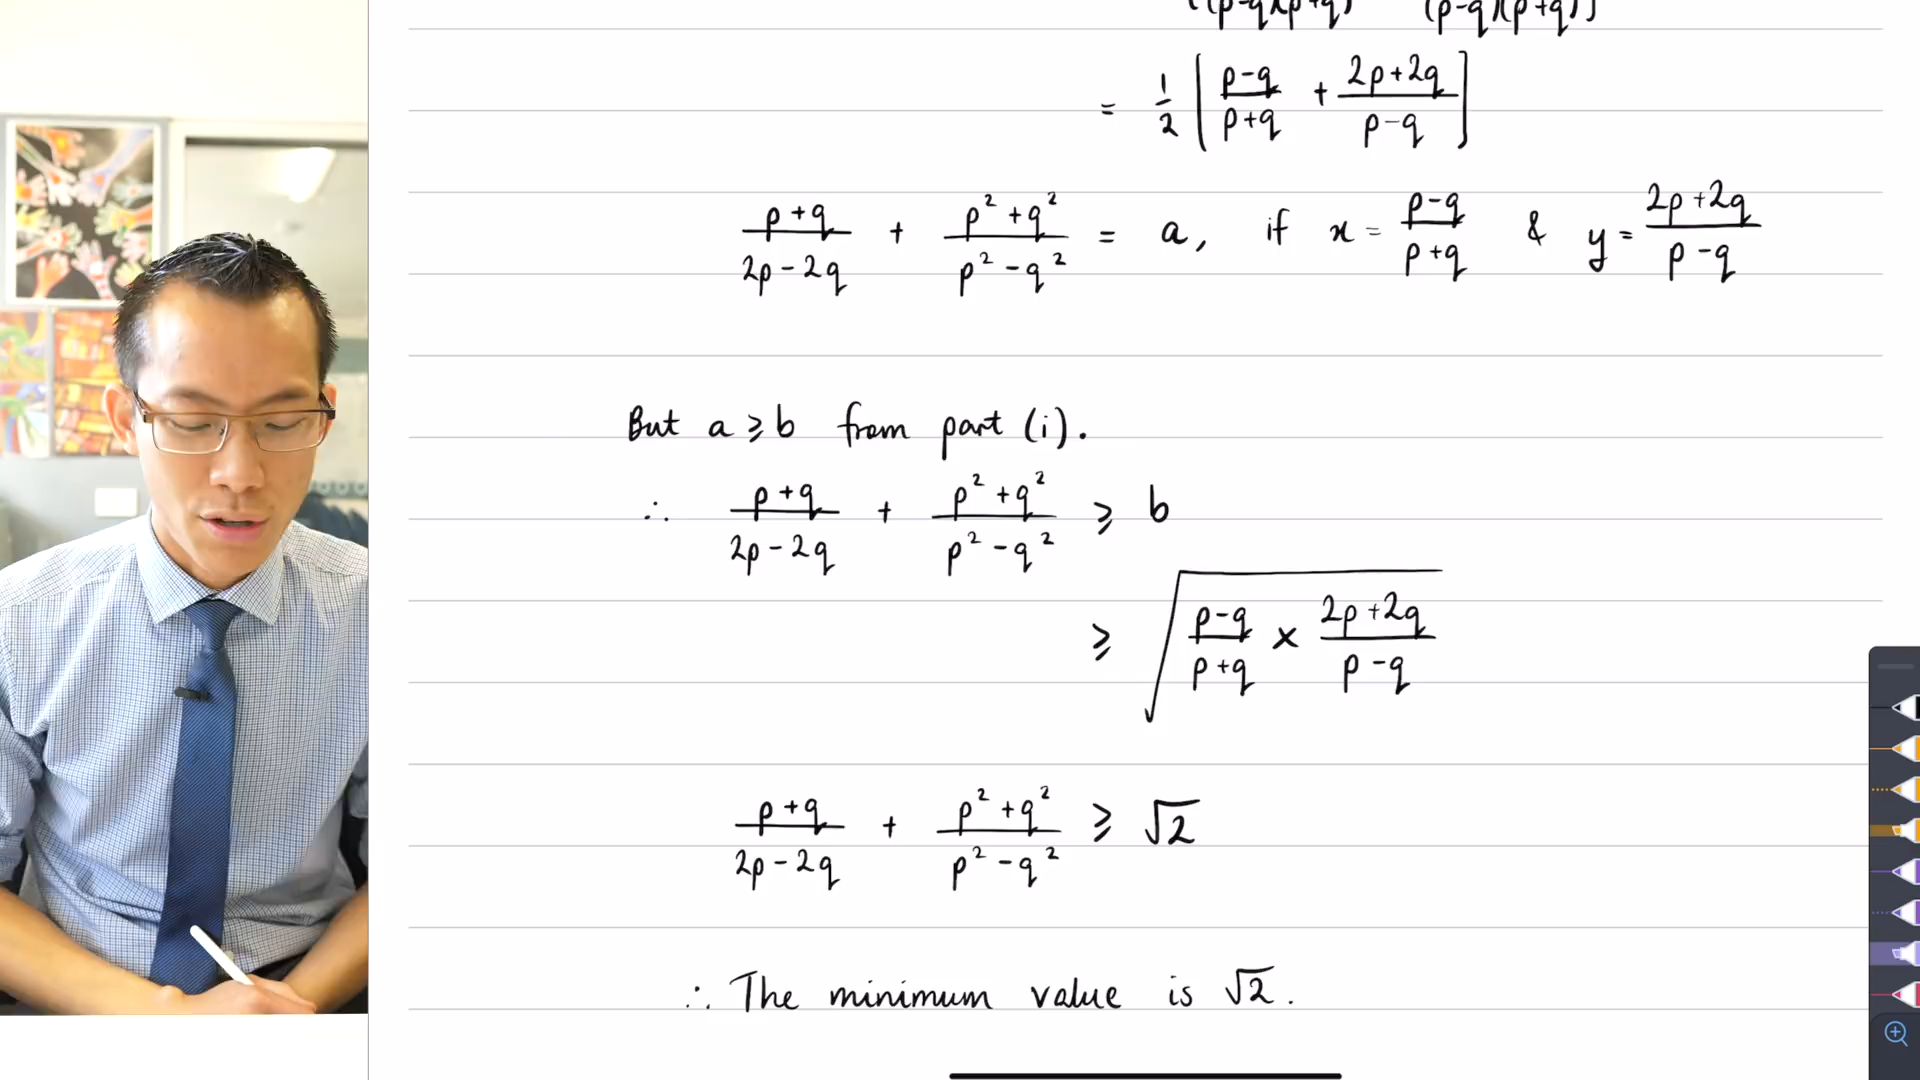 ((p-q)(p+q) (p-q)(p+q))]
= 1/2 [ (p-q)/(p+q) + (2p+2q)/(p-q) ]
(p+q)/(2p-2q) + (p²+q²)/(p²-q²) = a, if x = (p-q)/(p+q) & y = (2p+2q)/(p-q)
But a ≥ b from part (i).
∴ (p+q)/(2p-2q) + (p²+q²)/(p²-q²) ≥ b
≥ √( (p-q)/(p+q) × (2p+2q)/(p-q) )
(p+q)/(2p-2q) + (p²+q²)/(p²-q²) ≥ √2
∴ The minimum value is √2.